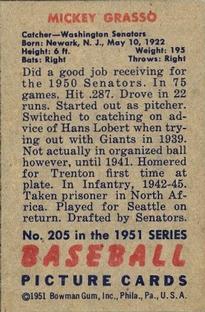 MICKEY GRASSO
Catcher—Washington Senators
Born: Newark, N. J., May 10, 1922
Height: 6 ft. Weight: 195
Bats: Right Throws: Right
Did a good job receiving for
the 1950 Senators. In 75
games. Hit .287. Drove in 22
runs. Started out as pitcher.
Switched to catching on ad-
vice of Hans Lobert when try-
ing out with Giants in 1939.
Not actually in organized ball
however, until 1941. Homered
for Trenton first time at
plate. In Infantry, 1942-45.
Taken prisoner in North Af-
rica. Played for Seattle on
return. Drafted by Senators.
No. 205 in the 1951 SERIES
BASEBALL
PICTURE CARDS
©1951 Bowman Gum, Inc., Phila., Pa., U. S. A.